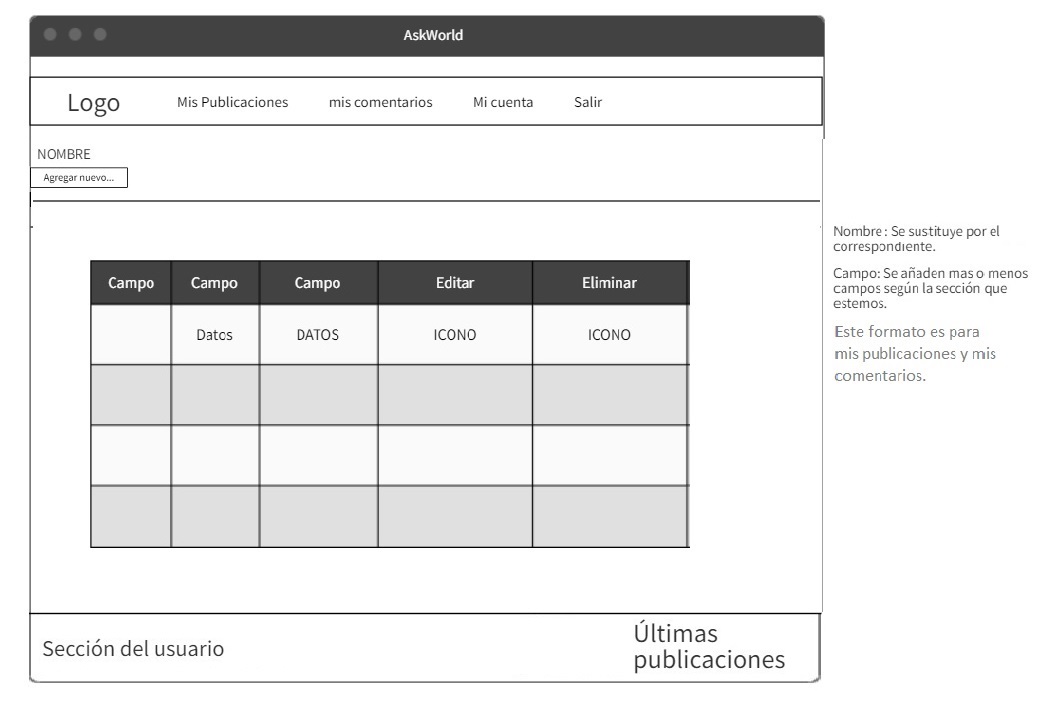 AskWorld
Logo Mis Publicaciones mis comentarios Mi cuenta Salir
NOMBRE
Agregar nuevo...
Campo Campo Campo Editar Eliminar
Datos DATOS ICONO ICONO
Nombre: Se sustituye por el
correspondiente.
Campo: Se añaden mas o menos
campos según la sección que
estemos.
Este formato es para
mis publicaciones y mis
comentarios.
Sección del usuario
Últimas
publicaciones